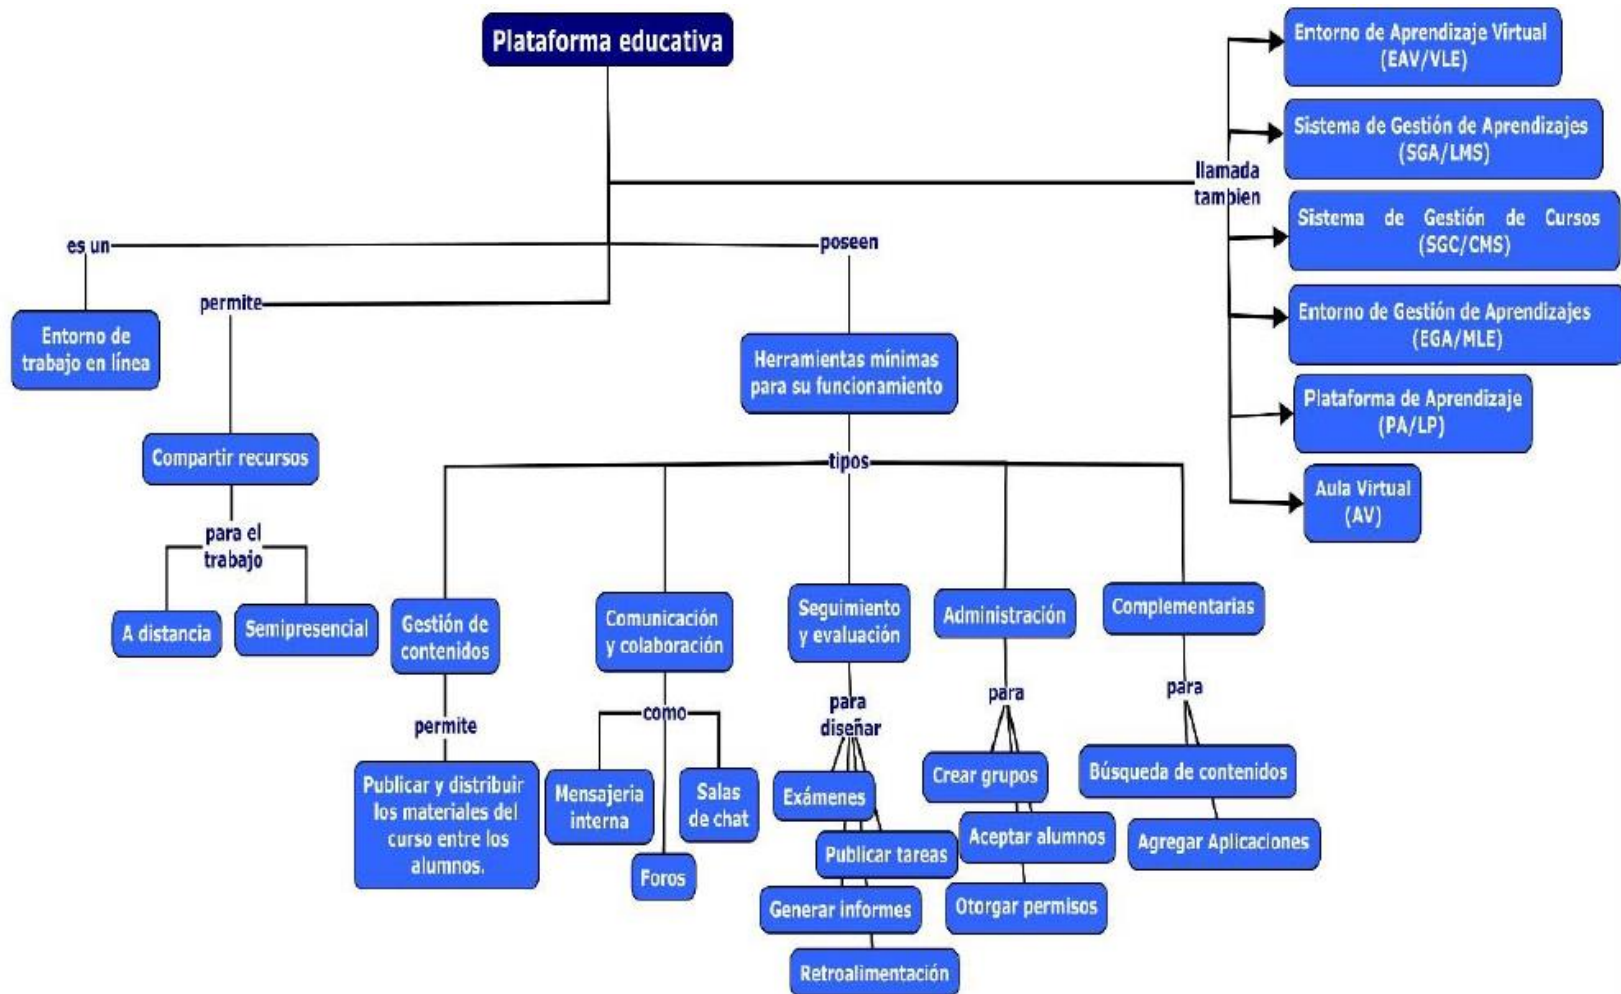 Plataforma educativa
llamada
tambien
Entorno de Aprendizaje Virtual
(EAV/VLE)
Sistema de Gestión de Aprendizajes
(SGA/LMS)
Sistema de Gestión de Cursos
(SGC/CMS)
Entorno de Gestión de Aprendizajes
(EGA/MLE)
Plataforma de Aprendizaje
(PA/LP)
Aula Virtual
(AV)
es un
Entorno de
trabajo en línea
permite
Compartir recursos
para el
trabajo
A distancia
Semipresencial
poseen
Herramientas mínimas
para su funcionamiento
tipos
Gestión de
contenidos
permite
Publicar y distribuir
los materiales del
curso entre los
alumnos.
Comunicación
y colaboración
como
Mensajeria
interna
Foros
Salas
de chat
Seguimiento
y evaluación
para
diseñar
Exámenes
Publicar tareas
Generar informes
Retroalimentación
Administración
para
Crear grupos
Aceptar alumnos
Otorgar permisos
Complementarias
para
Búsqueda de contenidos
Agregar Aplicaciones